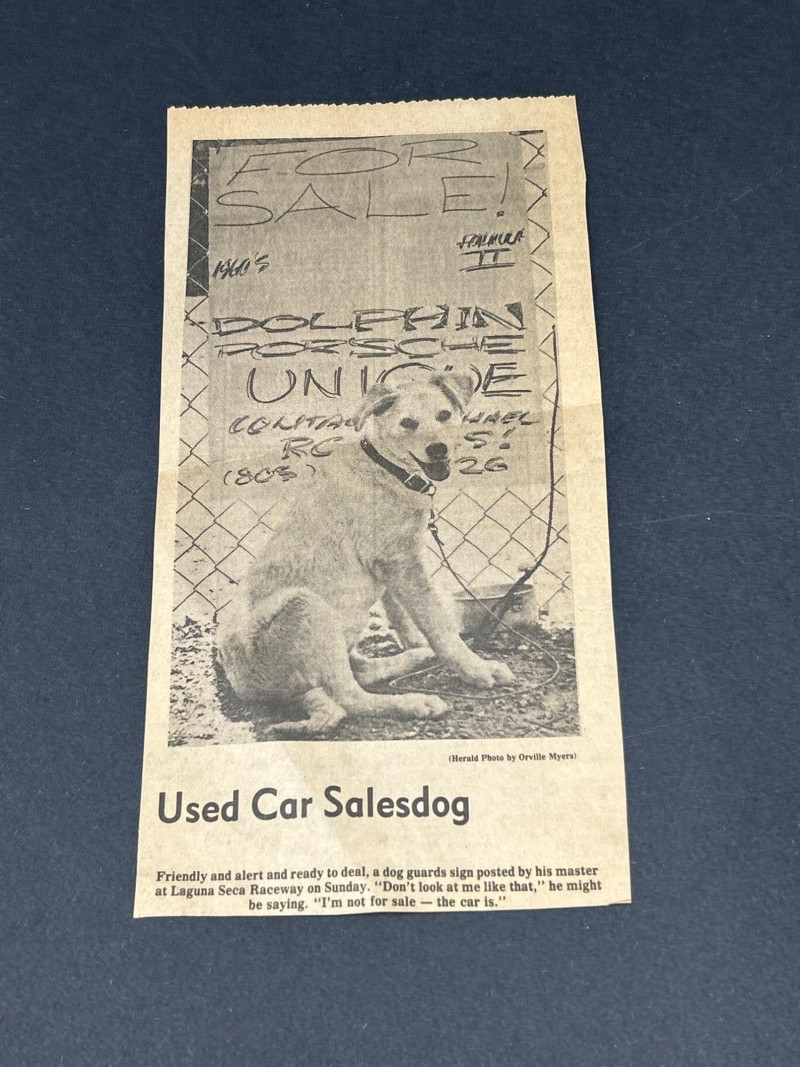 FOR
SALE!
1960'S
FORMULA
II
DOLPHIN
PORSCHE
UNI
(805)
26
(Herald Photo by Orville Myers)
Used Car Salesdog
Friendly and alert and ready to deal, a dog guards sign posted by his master
at Laguna Seca Raceway on Sunday. "Don't look at me like that," he might
be saying. "I'm not for sale — the car is."